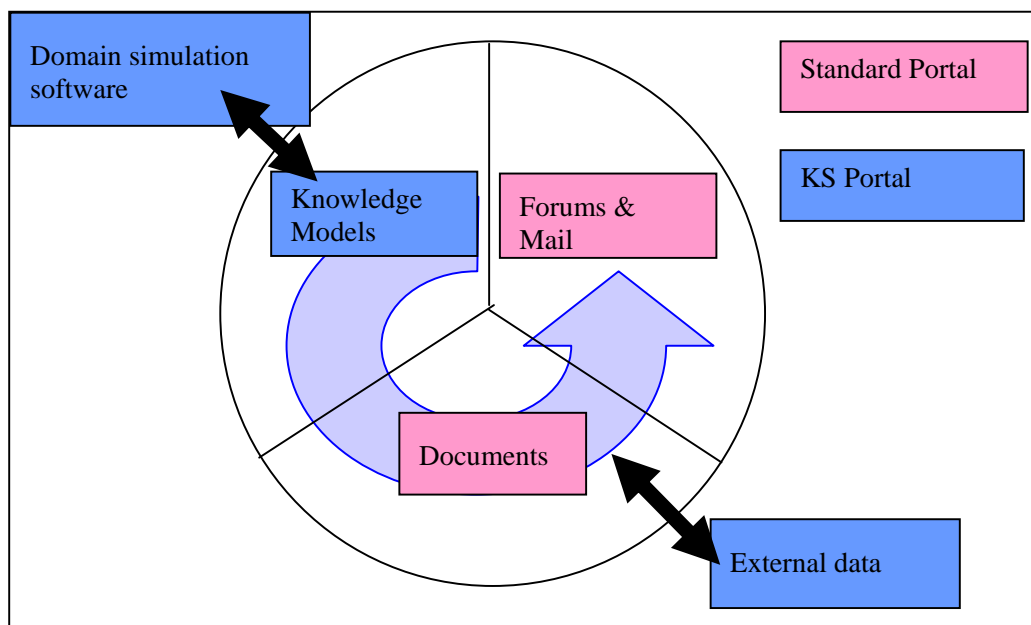 Domain simulation
software
Standard Portal
KS Portal
Knowledge
Models
Forums &
Mail
Documents
External data